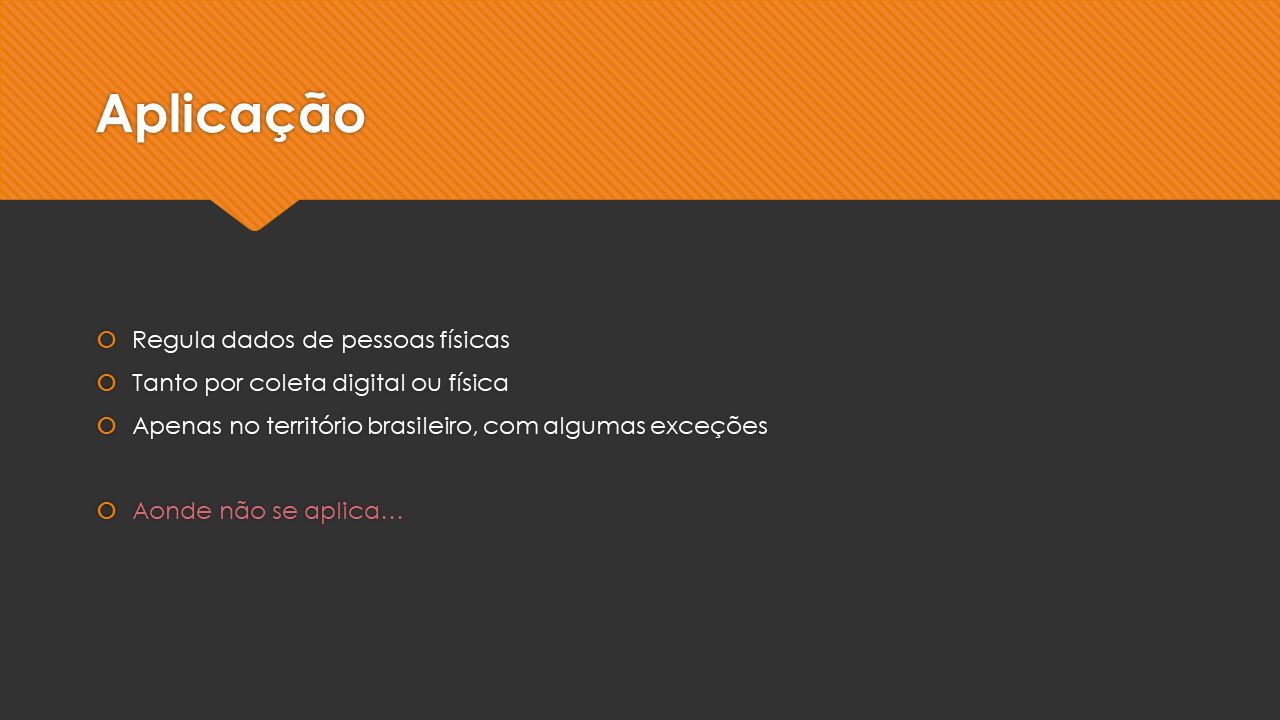 Aplicação
Regula dados de pessoas físicas
Tanto por coleta digital ou física
Apenas no território brasileiro, com algumas exceções
Aonde não se aplica…